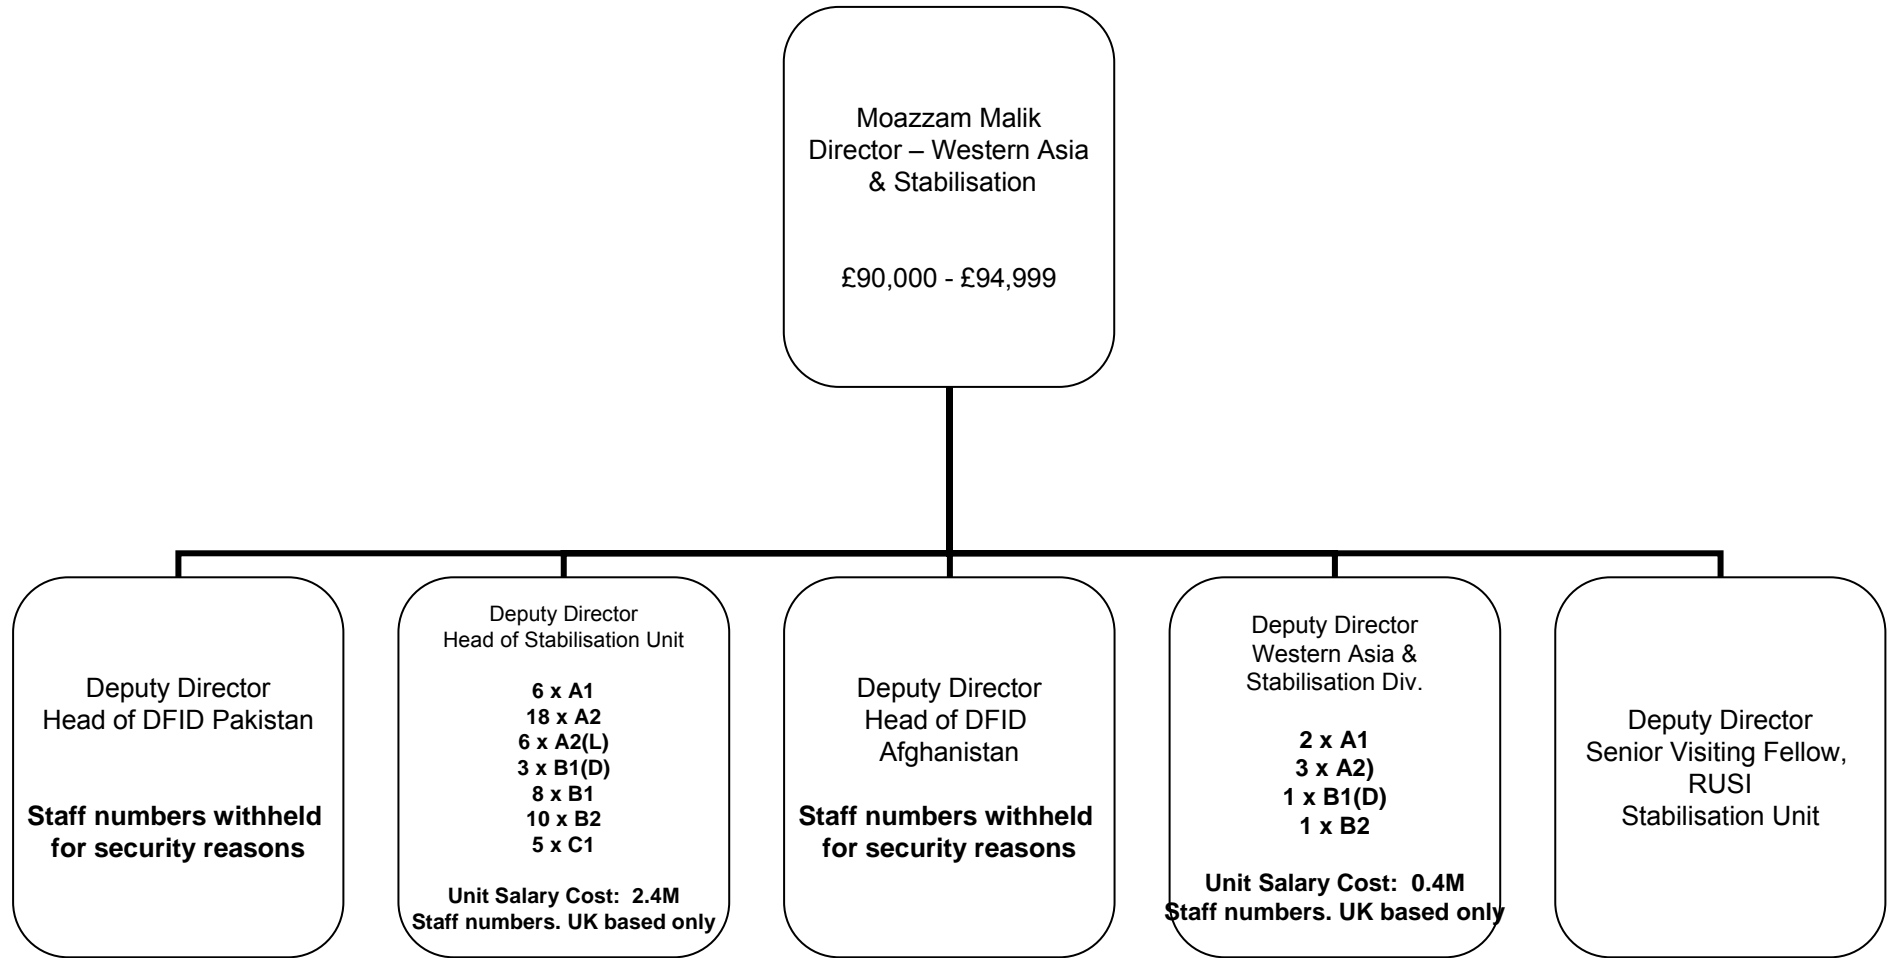 Moazzam Malik
Director – Western Asia
& Stabilisation
£90,000 - £94,999
Deputy Director
Head of DFID Pakistan
Staff numbers withheld
for security reasons
Deputy Director
Head of Stabilisation Unit
6 x A1
18 x A2
6 x A2(L)
3 x B1(D)
8 x B1
10 x B2
5 x C1
Unit Salary Cost:  2.4M
Staff numbers. UK based only
Deputy Director
Head of DFID
Afghanistan
Staff numbers withheld
for security reasons
Deputy Director
Western Asia &
Stabilisation Div.
2 x A1
3 x A2)
1 x B1(D)
1 x B2
Unit Salary Cost:  0.4M
Staff numbers. UK based only
Deputy Director
Senior Visiting Fellow,
RUSI
Stabilisation Unit